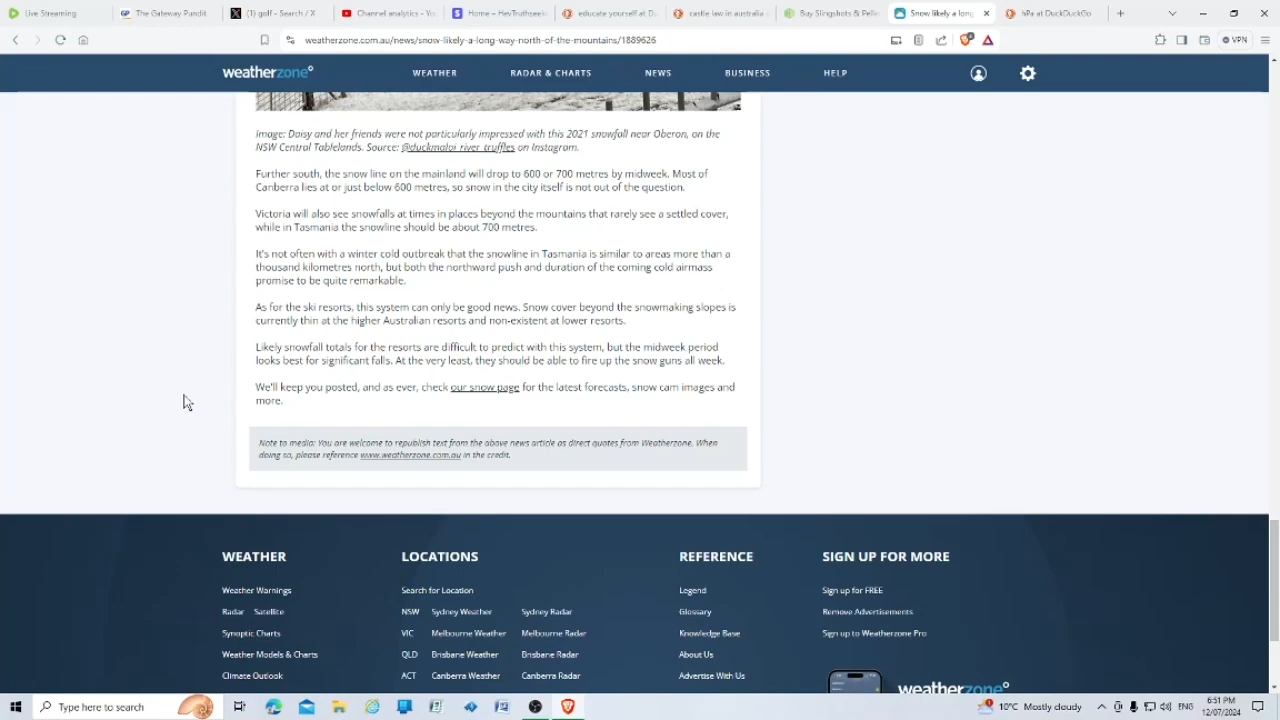 Live Streaming
The Gateway Pundit
(1) golf - Search / X
Channel analytics - Yo
Home – HeyTruthseek
educate yourself at Du
castle law in australia
Buy Slingshots & Pelle
Snow likely a long
hPa at DuckDuckGo
weatherzone.com.au/news/snow-likely-a-long-way-north-of-the-mountains/1889626
VPN
weatherzone°
WEATHER
RADAR & CHARTS
NEWS
BUSINESS
HELP
Image: Daisy and her friends were not particularly impressed with this 2021 snowfall near Oberon, on the
NSW Central Tablelands. Source: @duckmaloi_river_truffles on Instagram.
Further south, the snow line on the mainland will drop to 600 or 700 metres by midweek. Most of
Canberra lies at or just below 600 metres, so snow in the city itself is not out of the question.
Victoria will also see snowfalls at times in places beyond the mountains that rarely see a settled cover,
while in Tasmania the snowline should be about 700 metres.
It's not often with a winter cold outbreak that the snowline in Tasmania is similar to areas more than a
thousand kilometres north, but both the northward push and duration of the coming cold airmass
promise to be quite remarkable.
As for the ski resorts, this system can only be good news. Snow cover beyond the snowmaking slopes is
currently thin at the higher Australian resorts and non-existent at lower resorts.
Likely snowfall totals for the resorts are difficult to predict with this system, but the midweek period
looks best for significant falls. At the very least, they should be able to fire up the snow guns all week.
We'll keep you posted, and as ever, check our snow page for the latest forecasts, snow cam images and
more.
Note to media: You are welcome to republish text from the above news article as direct quotes from Weatherzone. When
doing so, please reference www.weatherzone.com.au in the credit.
WEATHER
Weather Warnings
Radar Satellite
Synoptic Charts
Weather Models & Charts
Climate Outlook
LOCATIONS
Search for Location
NSW Sydney Weather Sydney Radar
VIC Melbourne Weather Melbourne Radar
QLD Brisbane Weather Brisbane Radar
ACT Canberra Weather Canberra Radar
REFERENCE
Legend
Glossary
Knowledge Base
About Us
Advertise With Us
SIGN UP FOR MORE
Sign up for FREE
Remove Advertisements
Sign up to Weatherzone Pro
weatherzone°
Type here to search
10°C Mostly cloudy
ENG
6:51 PM
12/07/2024